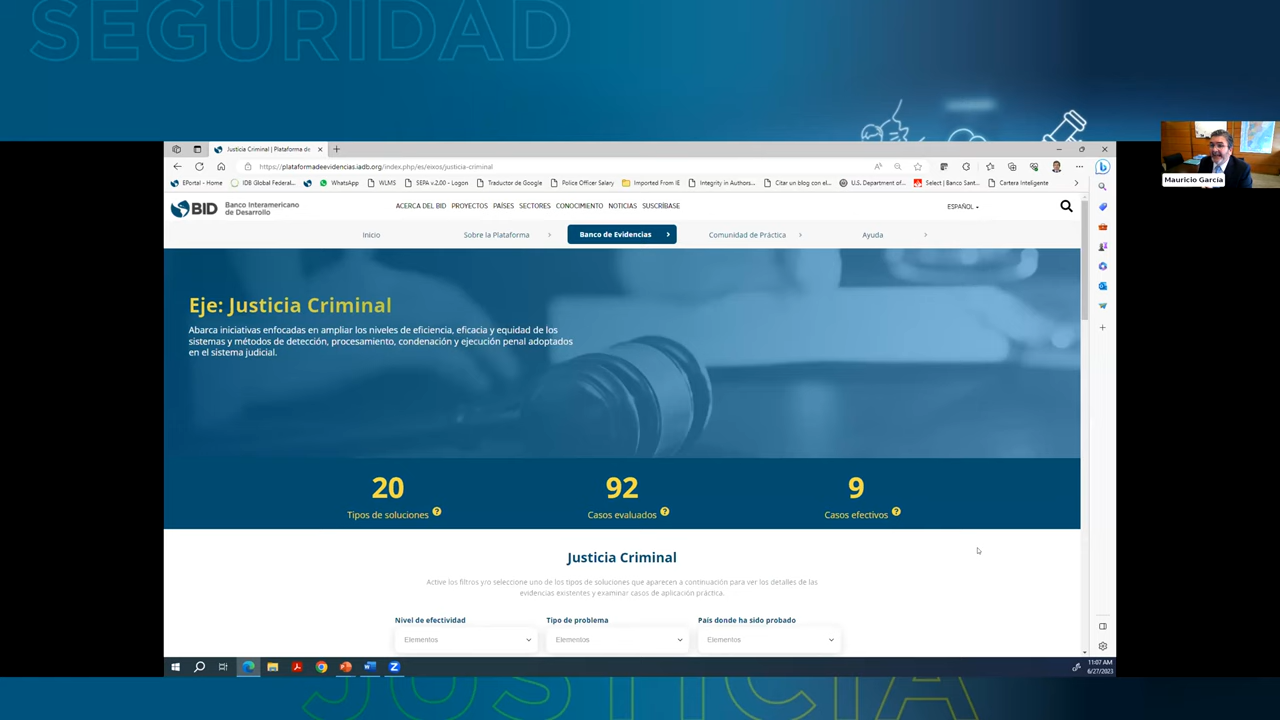 SEGURIDAD
Justicia Criminal | Plataforma de
https://plataformadeevidencias.iadb.org/index.php/es/eixos/justicia-criminal
EPortal - Home
IDB Global Federal...
WhatsApp
WLMS
SEPA v.2.00 - Logon
Traductor de Google
Police Officer Salary
Imported From IE
Integrity in Authors...
Citar un blog con el...
U.S. Department of...
Select | Banco Sant...
Cartera Inteligente
Mauricio García
BID
Banco Interamericano
de Desarrollo
ACERCA DEL BID PROYECTOS PAÍSES SECTORES CONOCIMIENTO NOTICIAS SUSCRÍBASE
ESPAÑOL
Inicio
Sobre la Plataforma
Banco de Evidencias
Comunidad de Práctica
Ayuda
Eje: Justicia Criminal
Abarca iniciativas enfocadas en ampliar los niveles de eficiencia, eficacia y equidad de los
sistemas y métodos de detección, procesamiento, condenación y ejecución penal adoptados
en el sistema judicial.
20
Tipos de soluciones
92
Casos evaluados
9
Casos efectivos
Justicia Criminal
Active los filtros y/o seleccione uno de los tipos de soluciones que aparecen a continuación para ver los detalles de las
evidencias existentes y examinar casos de aplicación práctica.
Nivel de efectividad
Elementos
Tipo de problema
Elementos
País donde ha sido probado
Elementos
11:07 AM
6/27/2023
JUSTICIA